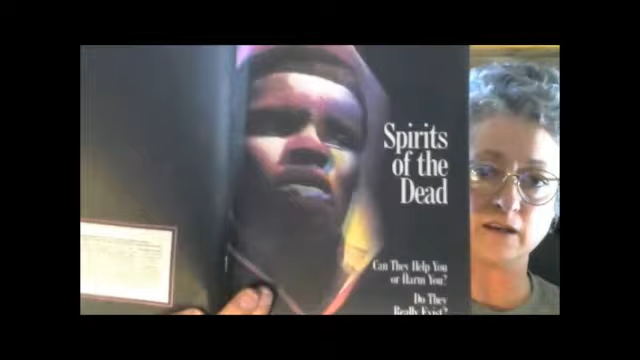 Spirits
of the
Dead
Can They Help You
or Harm You?
Do They
Really Exist?